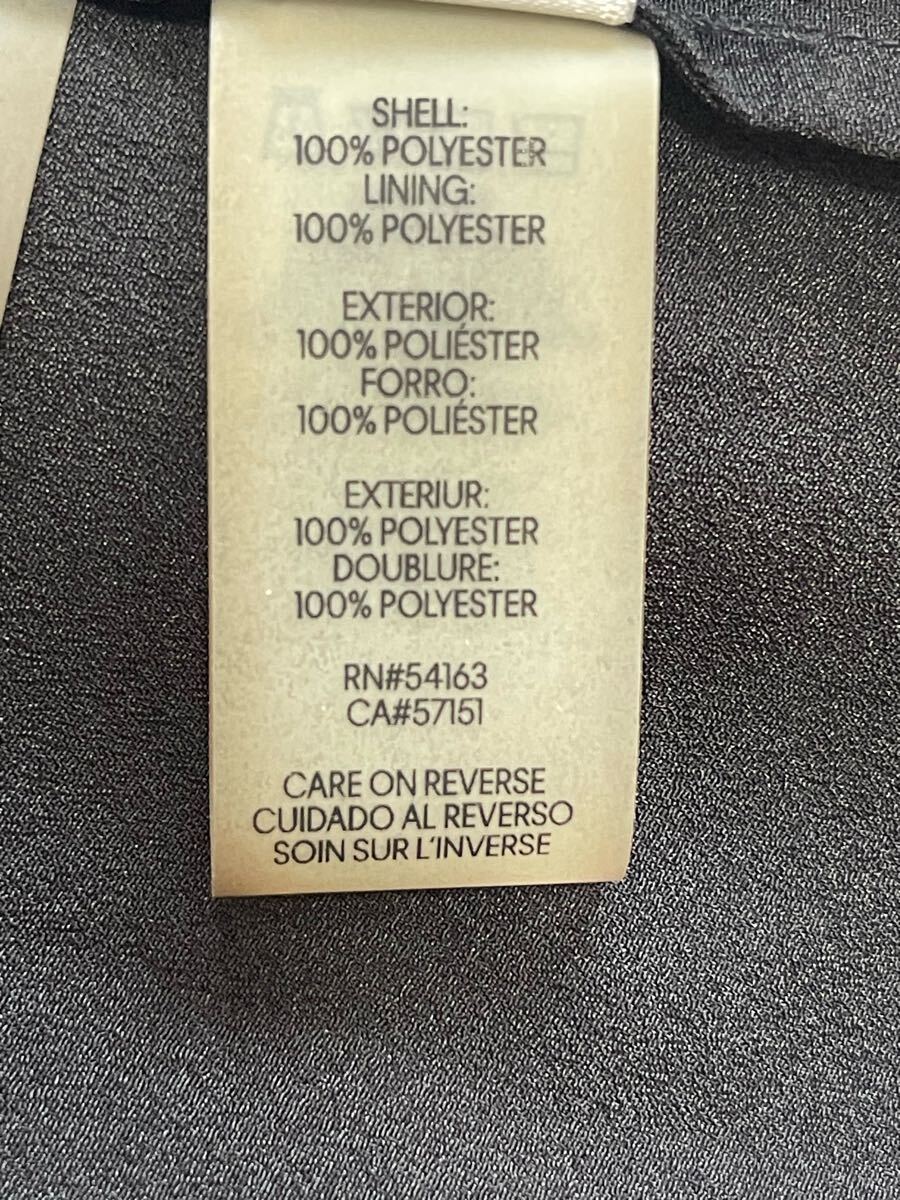 SHELL:
100% POLYESTER
LINING:
100% POLYESTER
EXTERIOR:
100% POLIÉSTER
FORRO:
100% POLIÉSTER
EXTERIUR:
100% POLYESTER
DOUBLURE:
100% POLYESTER
RN#54163
CA#57151
CARE ON REVERSE
CUIDADO AL REVERSO
SOIN SUR L'INVERSE